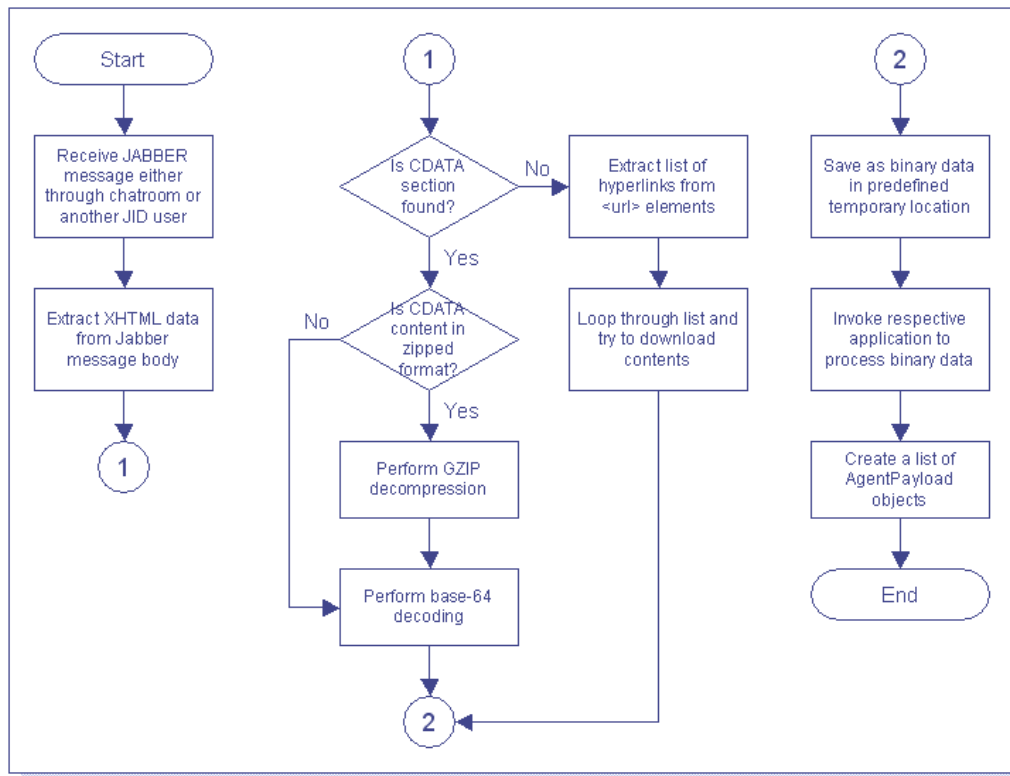 Start
Receive JABBER
message either
through chatroom or
another JID user
Extract XHTML data
from Jabber
message body
1
1
Is CDATA
section
found?
No
Yes
Extract list of
hyperlinks from
<url> elements
Is CDATA
content in
zipped
format?
No
Yes
Loop through list and
try to download
contents
Perform GZIP
decompression
Perform base-64
decoding
2
2
Save as binary data
in predefined
temporary location
Invoke respective
application to
process binary data
Create a list of
AgentPayload
objects
End